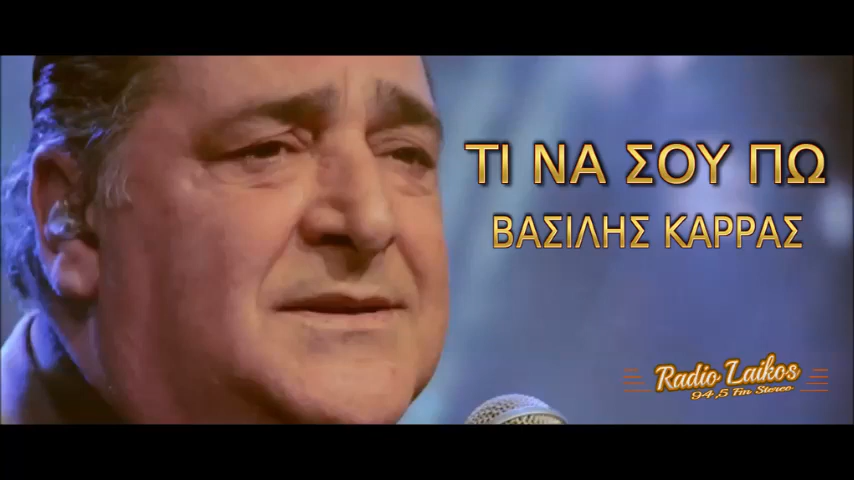 ΤΙ ΝΑ ΣΟΥ ΠΩ
ΒΑΣΙΛΗΣ ΚΑΡΡΑΣ
Radio Laikos
94,5 Fm Stereo